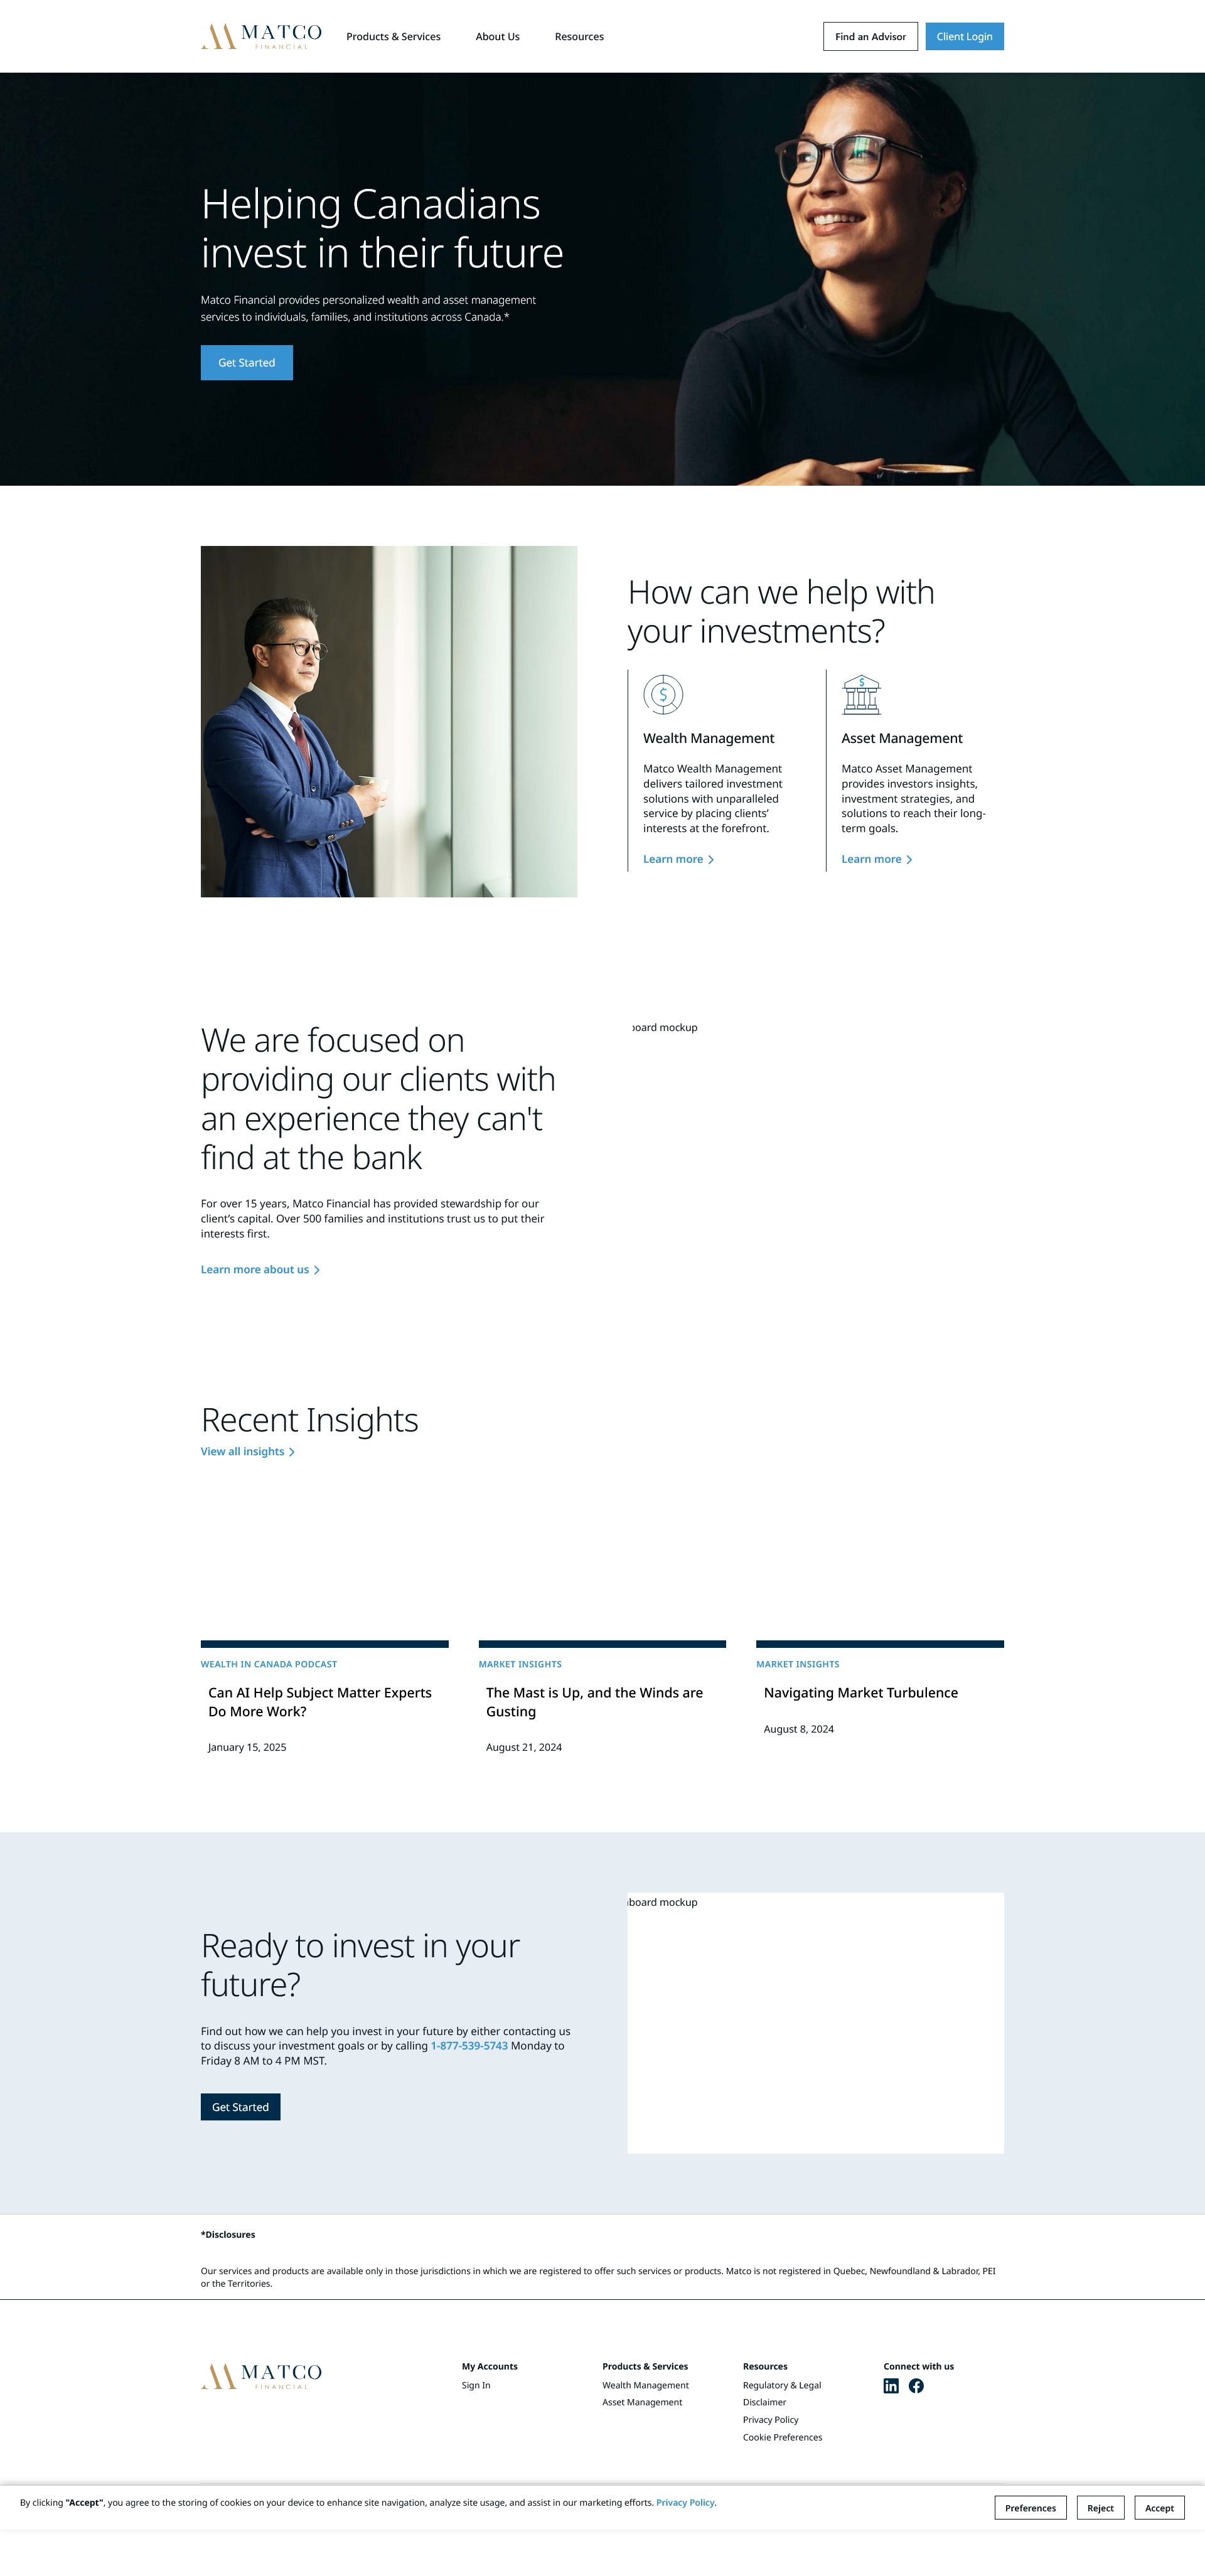 MATCO
FINANCIAL
Products & Services
About Us
Resources
Find an Advisor
Client Login
Helping Canadians
invest in their future
Matco Financial provides personalized wealth and asset management
services to individuals, families, and institutions across Canada.*
Get Started
How can we help with
your investments?
Wealth Management
Matco Wealth Management
delivers tailored investment
solutions with unparalleled
service by placing clients’
interests at the forefront.
Learn more
Asset Management
Matco Asset Management
provides investors insights,
investment strategies, and
solutions to reach their long-
term goals.
Learn more
We are focused on
providing our clients with
an experience they can't
find at the bank
For over 15 years, Matco Financial has provided stewardship for our
client’s capital. Over 500 families and institutions trust us to put their
interests first.
Learn more about us
mockup
Recent Insights
View all insights
WEALTH IN CANADA PODCAST
Can AI Help Subject Matter Experts
Do More Work?
January 15, 2025
MARKET INSIGHTS
The Mast is Up, and the Winds are
Gusting
August 21, 2024
MARKET INSIGHTS
Navigating Market Turbulence
August 8, 2024
Ready to invest in your
future?
Find out how we can help you invest in your future by either contacting us
to discuss your investment goals or by calling 1-877-539-5743 Monday to
Friday 8 AM to 4 PM MST.
Get Started
mockup
*Disclosures
Our services and products are available only in those jurisdictions in which we are registered to offer such services or products. Matco is not registered in Quebec, Newfoundland & Labrador, PEI
or the Territories.
MATCO
FINANCIAL
My Accounts
Sign In
Products & Services
Wealth Management
Asset Management
Resources
Regulatory & Legal
Disclaimer
Privacy Policy
Cookie Preferences
Connect with us
By clicking "Accept", you agree to the storing of cookies on your device to enhance site navigation, analyze site usage, and assist in our marketing efforts. Privacy Policy.
Preferences
Reject
Accept